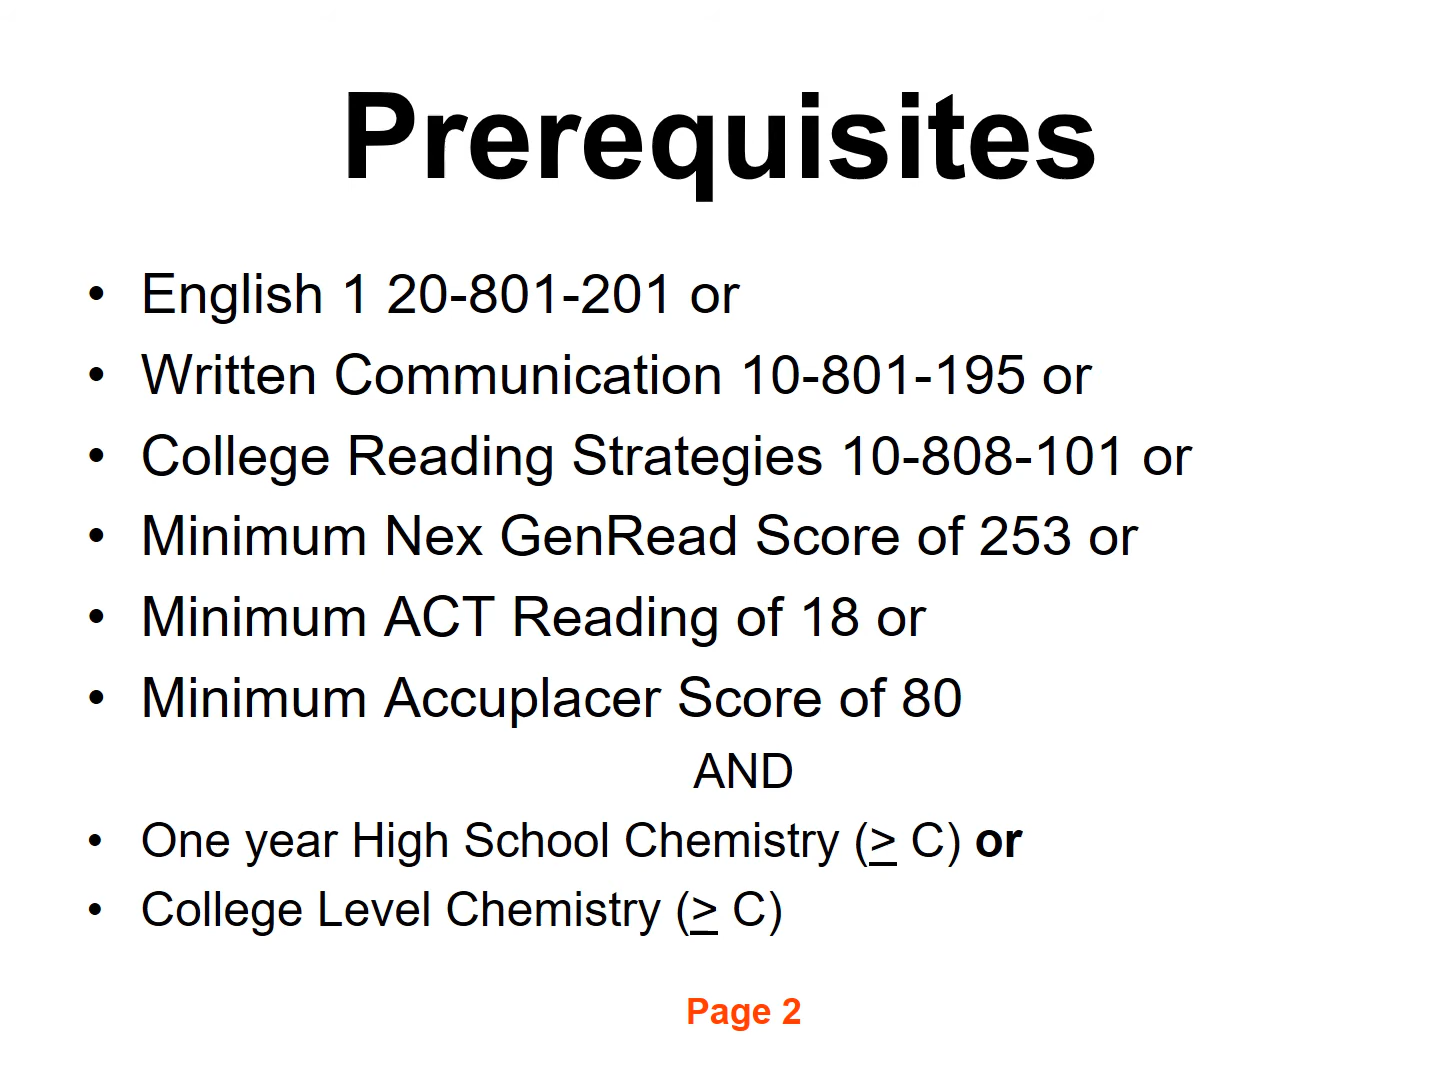 Prerequisites
• English 1 20-801-201 or
• Written Communication 10-801-195 or
• College Reading Strategies 10-808-101 or
• Minimum Nex GenRead Score of 253 or
• Minimum ACT Reading of 18 or
• Minimum Accuplacer Score of 80
AND
• One year High School Chemistry (> C) or
• College Level Chemistry (> C)
Page 2